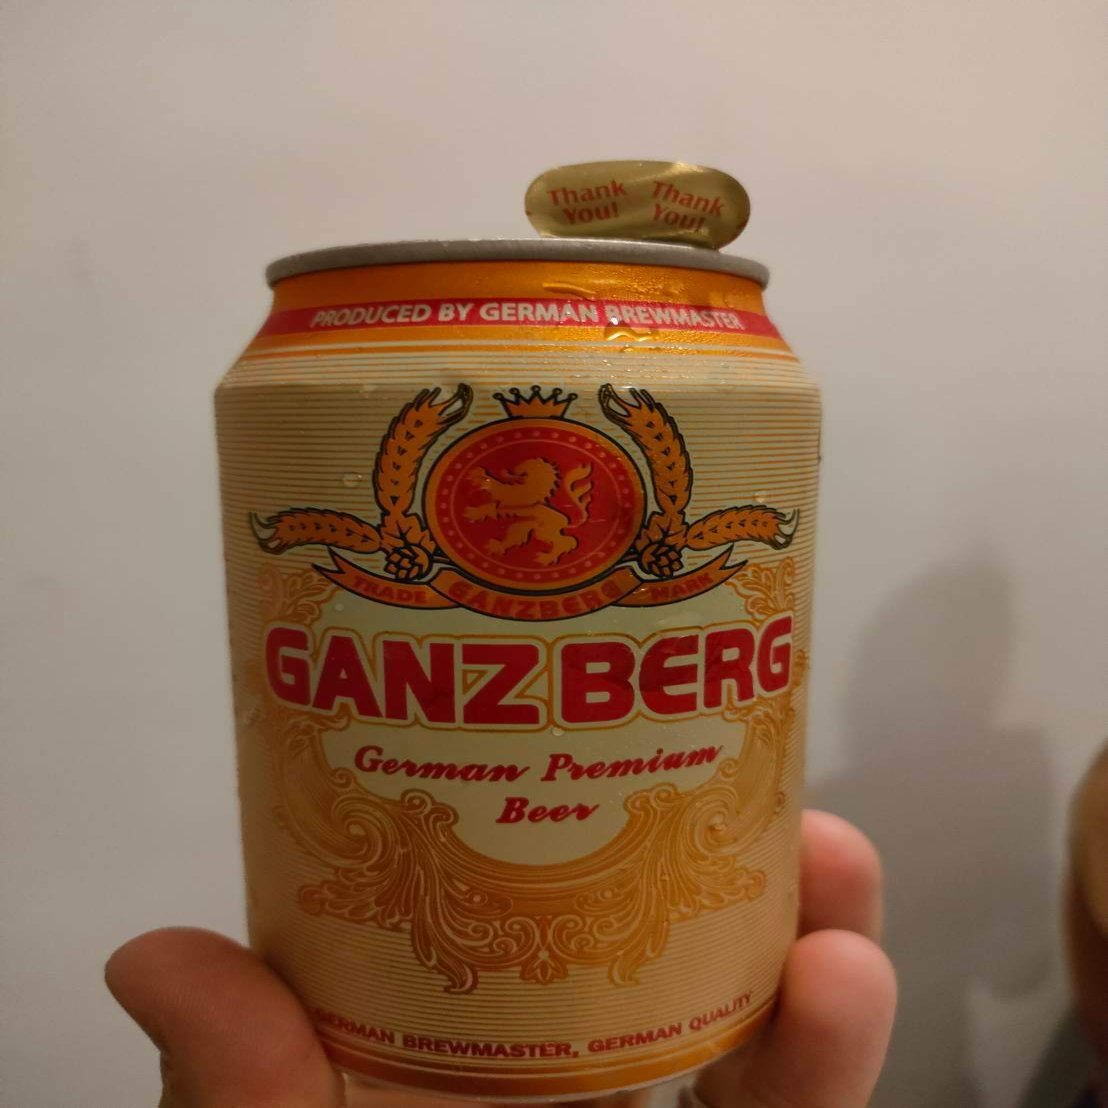 Thank Thank
You! You!
PRODUCED BY GERMAN BREWMASTER
TRADE GANZBERG MARK
GANZBERG
German Premium
Beer
GERMAN BREWMASTER, GERMAN QUALITY